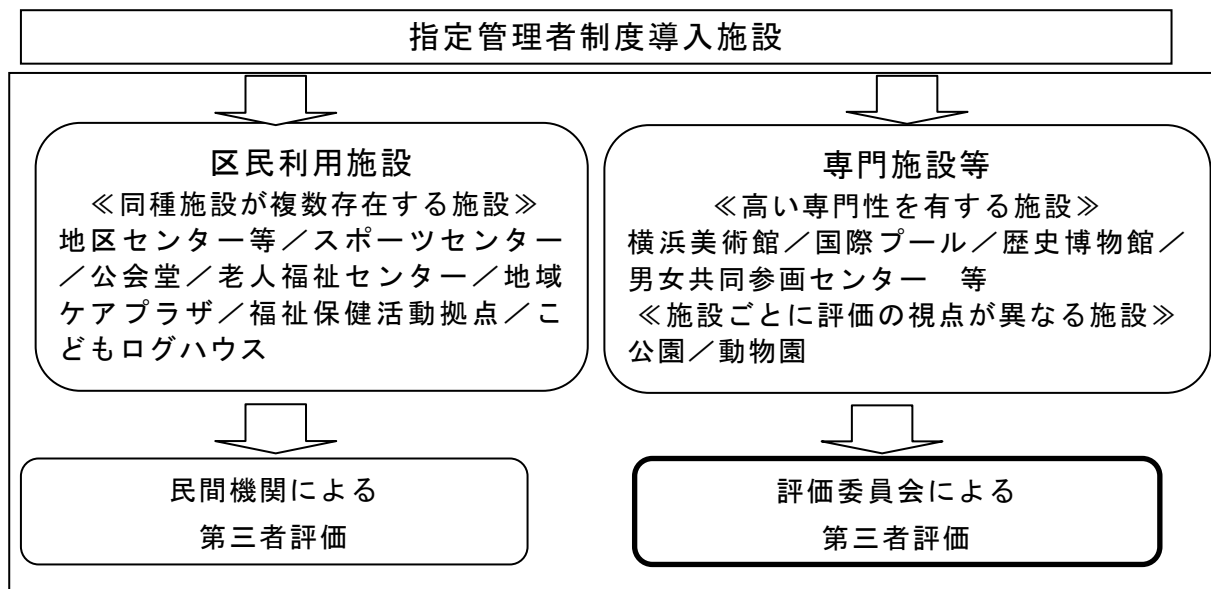 指定管理者制度導入施設
区民利用施設
≪同種施設が複数存在する施設≫
地区センター等／スポーツセンター
／公会堂／老人福祉センター／地域
ケアプラザ／福祉保健活動拠点／こ
どもログハウス
専門施設等
≪高い専門性を有する施設≫
横浜美術館／国際プール／歴史博物館／
男女共同参画センター　等
≪施設ごとに評価の視点が異なる施設≫
公園／動物園
民間機関による
第三者評価
評価委員会による
第三者評価